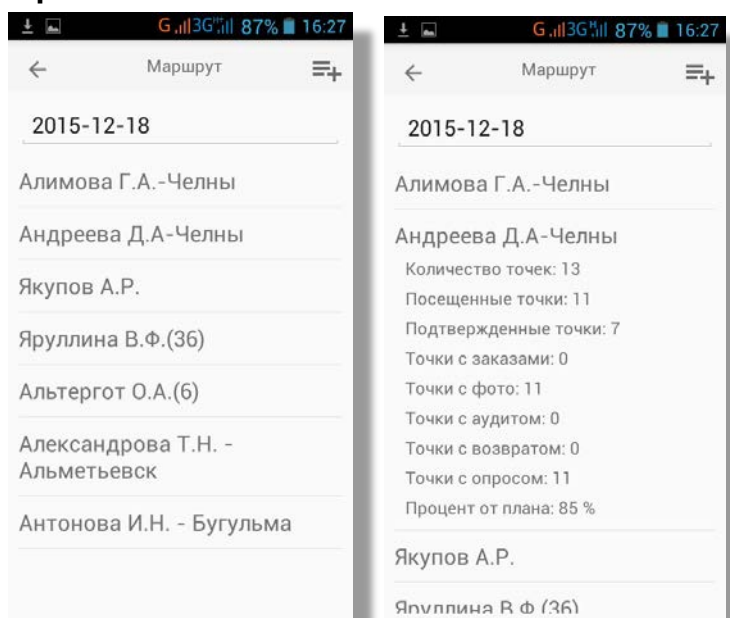 G 3G 87% 16:27
Маршрут
2015-12-18
Алимова Г.А.-Челны
Андреева Д.А-Челны
Якупов А.Р.
Яруллина В.Ф.(36)
Альтергот О.А.(6)
Александрова Т.Н. -
Альметьевск
Антонова И.Н. - Бугульма
G 3G 87% 16:27
Маршрут
2015-12-18
Алимова Г.А.-Челны
Андреева Д.А-Челны
Количество точек: 13
Посещенные точки: 11
Подтвержденные точки: 7
Точки с заказами: 0
Точки с фото: 11
Точки с аудитом: 0
Точки с возвратом: 0
Точки с опросом: 11
Процент от плана: 85 %
Якупов А.Р.
Яруллина В.Ф.(36)